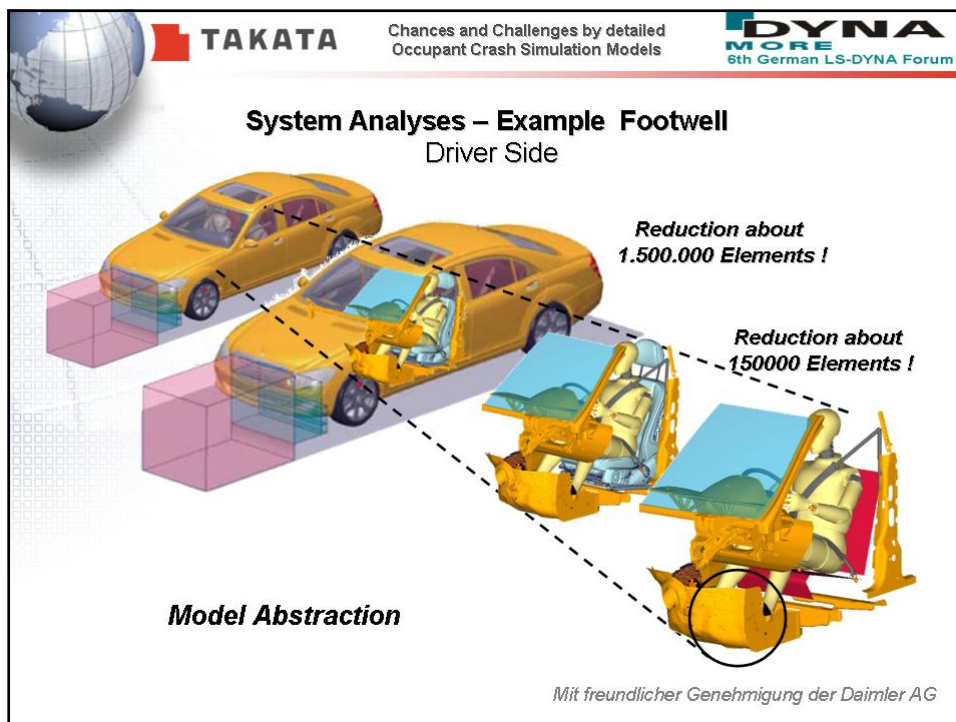 TAKATA
Chances and Challenges by detailed
Occupant Crash Simulation Models
DYNA
MORE
6th German LS-DYNA Forum
System Analyses – Example Footwell
Driver Side
Reduction about
1.500.000 Elements !
Reduction about
150000 Elements !
Model Abstraction
Mit freundlicher Genehmigung der Daimler AG